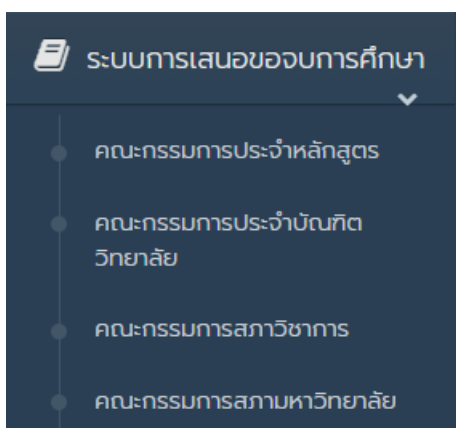 ระบบการเสนอขอจบการศึกษา
คณะกรรมการประจำหลักสูตร
คณะกรรมการประจำบัณฑิต
วิทยาลัย
คณะกรรมการสภาวิชาการ
คณะกรรมการสภามหาวิทยาลัย